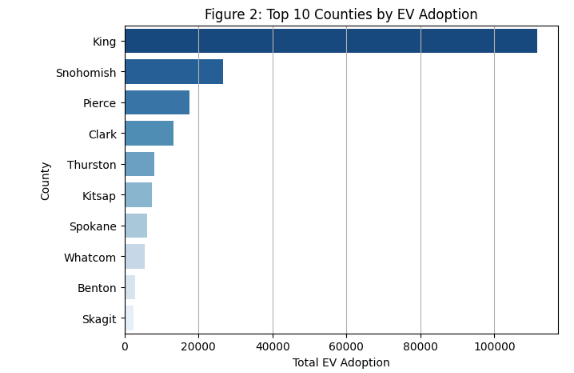 Figure 2: Top 10 Counties by EV Adoption
King
Snohomish
Pierce
Clark
Thurston
Kitsap
Spokane
Whatcom
Benton
Skagit
County
0 20000 40000 60000 80000 100000
Total EV Adoption